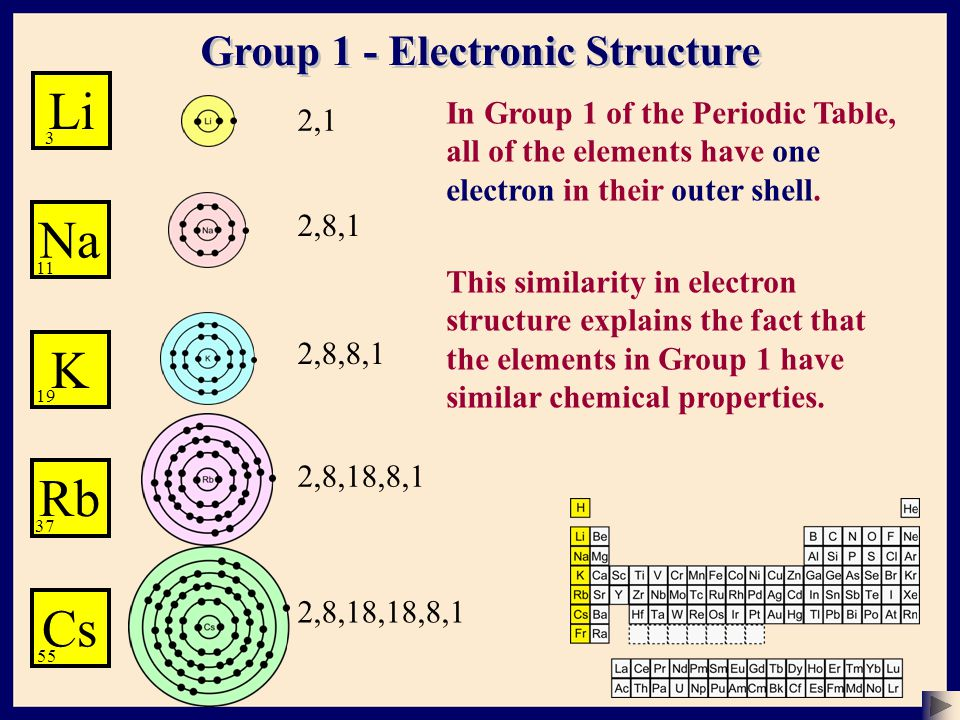 Group 1 - Electronic Structure
Li
3
Li
2,1
In Group 1 of the Periodic Table,
all of the elements have one
electron in their outer shell.
Na
11
Na
2,8,1
This similarity in electron
structure explains the fact that
the elements in Group 1 have
similar chemical properties.
K
19
K
2,8,8,1
Rb
37
Rb
2,8,18,8,1
Cs
55
Cs
2,8,18,18,8,1
H He
Li Be B C N O F Ne
Na Mg Al Si P S Cl Ar
K Ca Sc Ti V Cr Mn Fe Co Ni Cu Zn Ga Ge As Se Br Kr
Rb Sr Y Zr Nb Mo Tc Ru Rh Pd Ag Cd In Sn Sb Te I Xe
Cs Ba Hf Ta W Re Os Ir Pt Au Hg Tl Pb Bi Po At Rn
Fr Ra
La Ce Pr Nd Pm Sm Eu Gd Tb Dy Ho Er Tm Yb Lu
Ac Th Pa U Np Pu Am Cm Bk Cf Es Fm Md No Lr